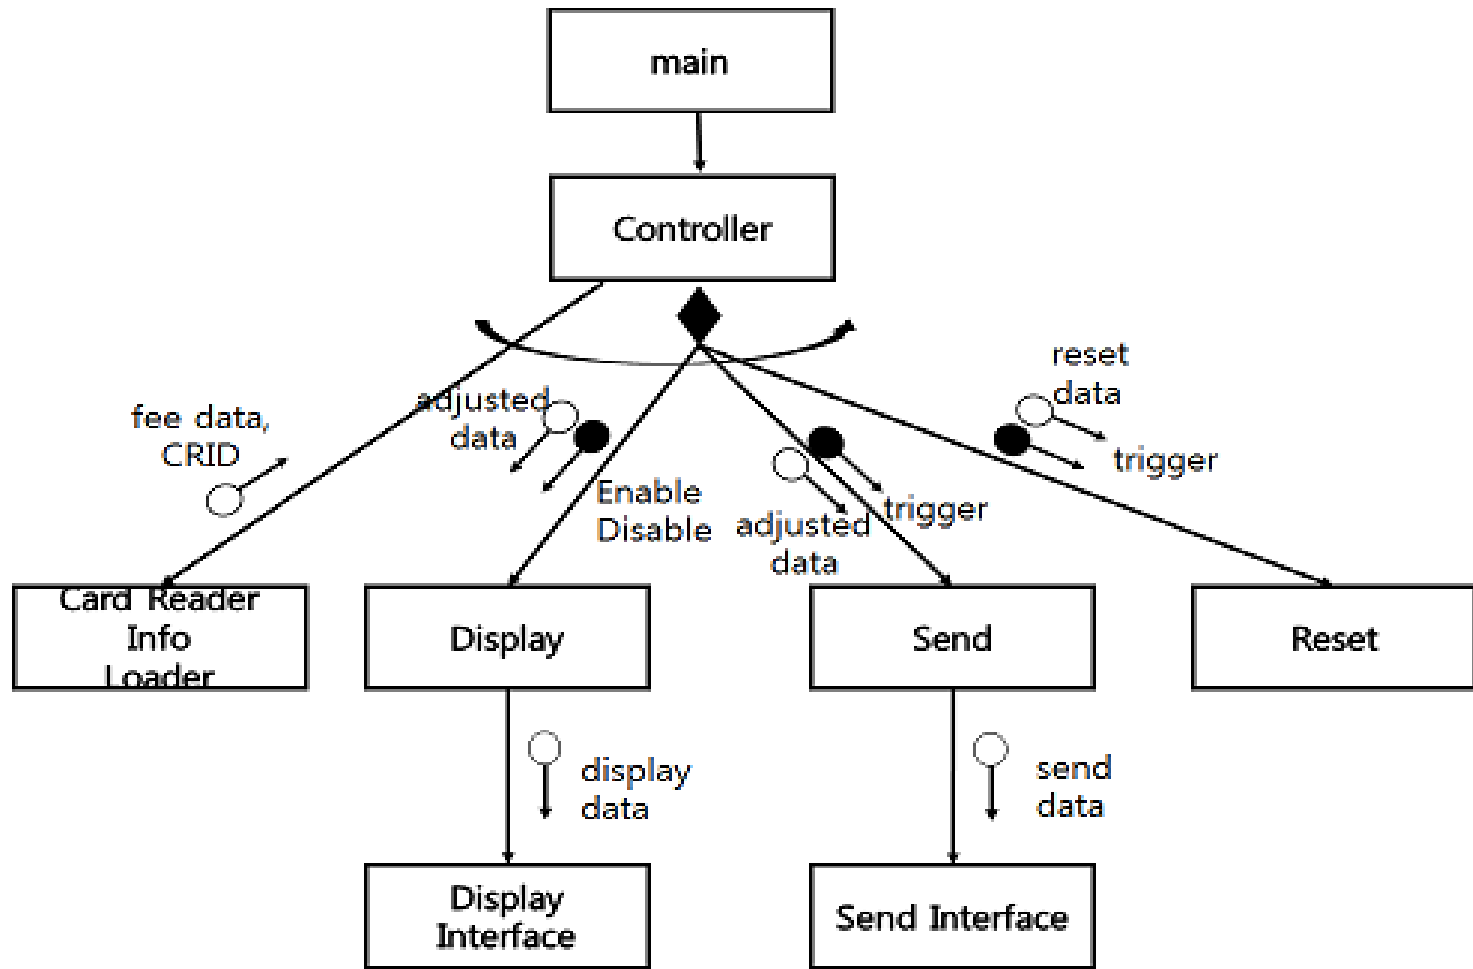 main
Controller
reset
data
trigger
fee data,
CRID
adjusted
data
Enable
Disable
trigger
adjusted
data
Card Reader
Info
Loader
Display
Send
Reset
display
data
send
data
Display
Interface
Send Interface